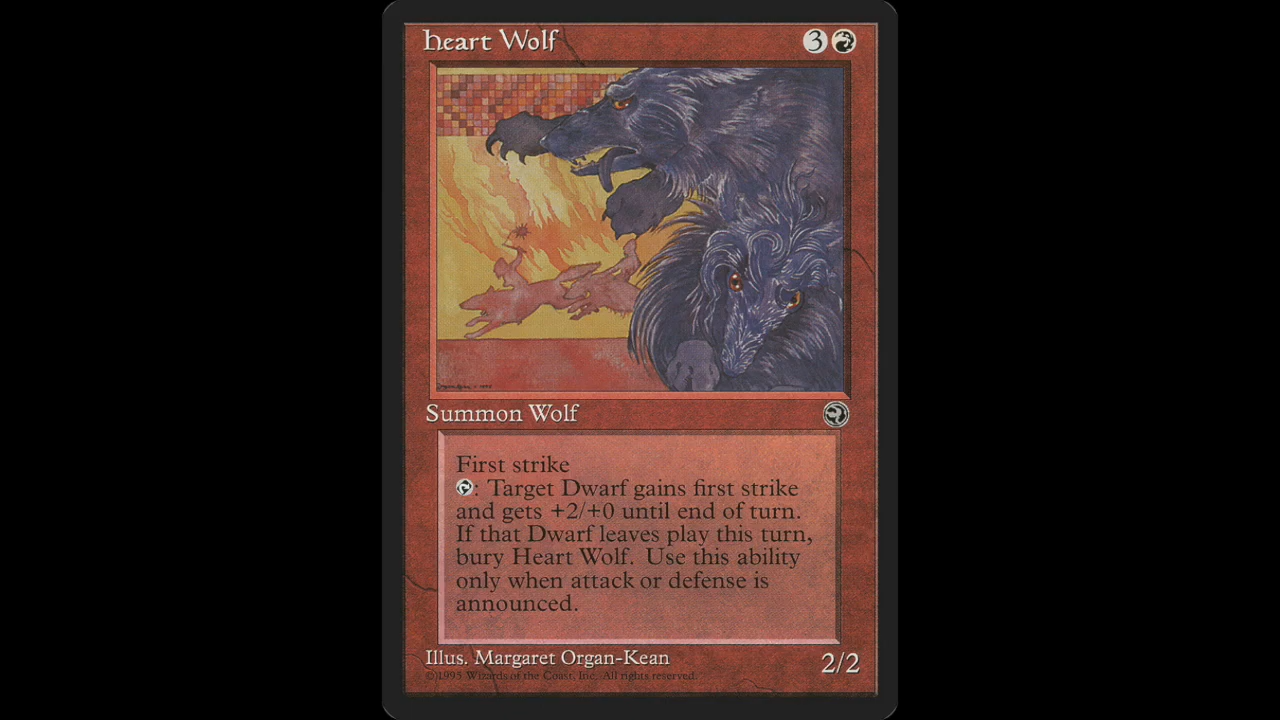 Heart Wolf
3
Summon Wolf
First strike
: Target Dwarf gains first strike
and gets +2/+0 until end of turn.
If that Dwarf leaves play this turn,
bury Heart Wolf. Use this ability
only when attack or defense is
announced.
Illus. Margaret Organ-Kean
2/2
©1995 Wizards of the Coast, Inc. All rights reserved.